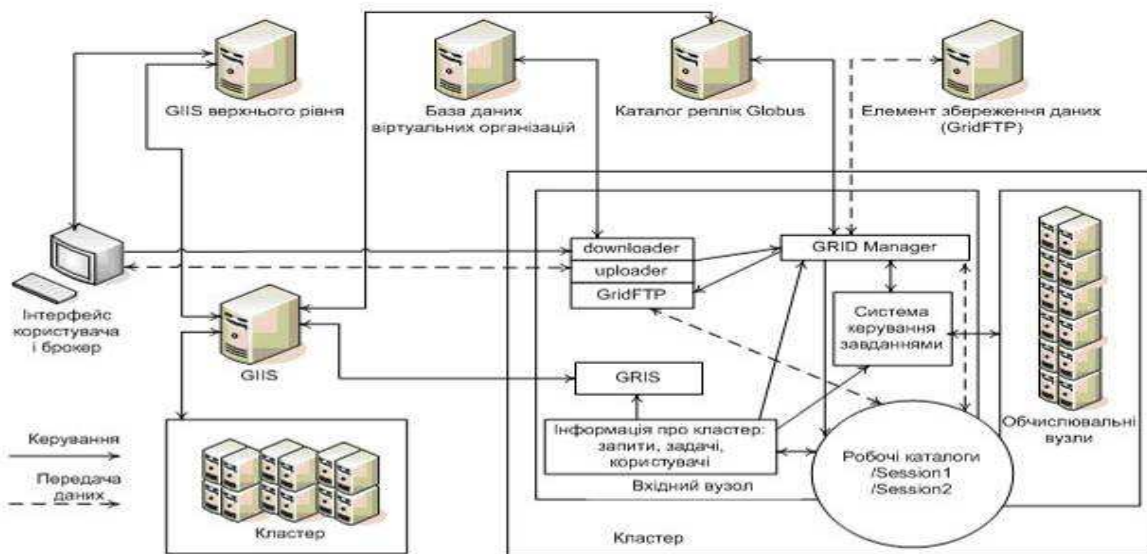 GIIS верхнього рівня
База даних
віртуальних організацій
Каталог реплік Globus
Елемент збереження даних
(GridFTP)
downloader
uploader
GridFTP
GRID Manager
Інтерфейс
користувача
і брокер
GIIS
Система
керування
завданнями
GRIS
Обчислювальні
вузли
Керування
Передача
даних
Інформація про кластер:
запити, задачі,
користувачі
Вхідний вузол
Робочі каталоги
/Session1
/Session2
Кластер
Кластер